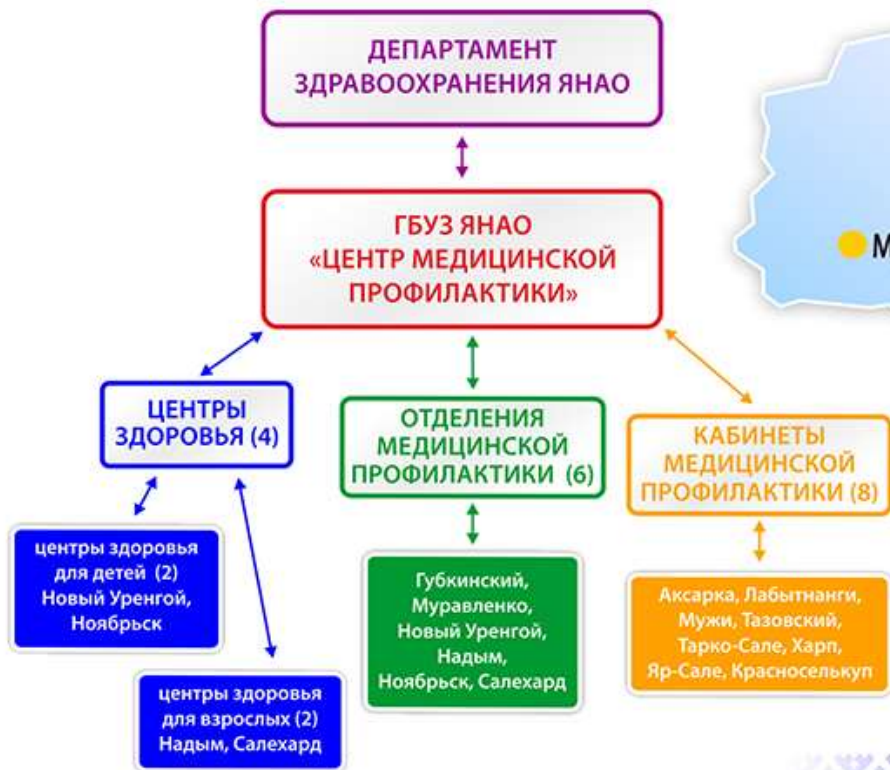 ДЕПАРТАМЕНТ
ЗДРАВООХРАНЕНИЯ ЯНАО
ГБУЗ ЯНАО
«ЦЕНТР МЕДИЦИНСКОЙ
ПРОФИЛАКТИКИ»
М
ЦЕНТРЫ
ЗДОРОВЬЯ (4)
ОТДЕЛЕНИЯ
МЕДИЦИНСКОЙ
ПРОФИЛАКТИКИ (6)
КАБИНЕТЫ
МЕДИЦИНСКОЙ
ПРОФИЛАКТИКИ (8)
центры здоровья
для детей (2)
Новый Уренгой,
Ноябрьск
центры здоровья
для взрослых (2)
Надым, Салехард
Губкинский,
Муравленко,
Новый Уренгой,
Надым,
Ноябрьск, Салехард
Аксарка, Лабытнанги,
Мужи, Тазовский,
Тарко-Сале, Харп,
Яр-Сале, Красноселькуп